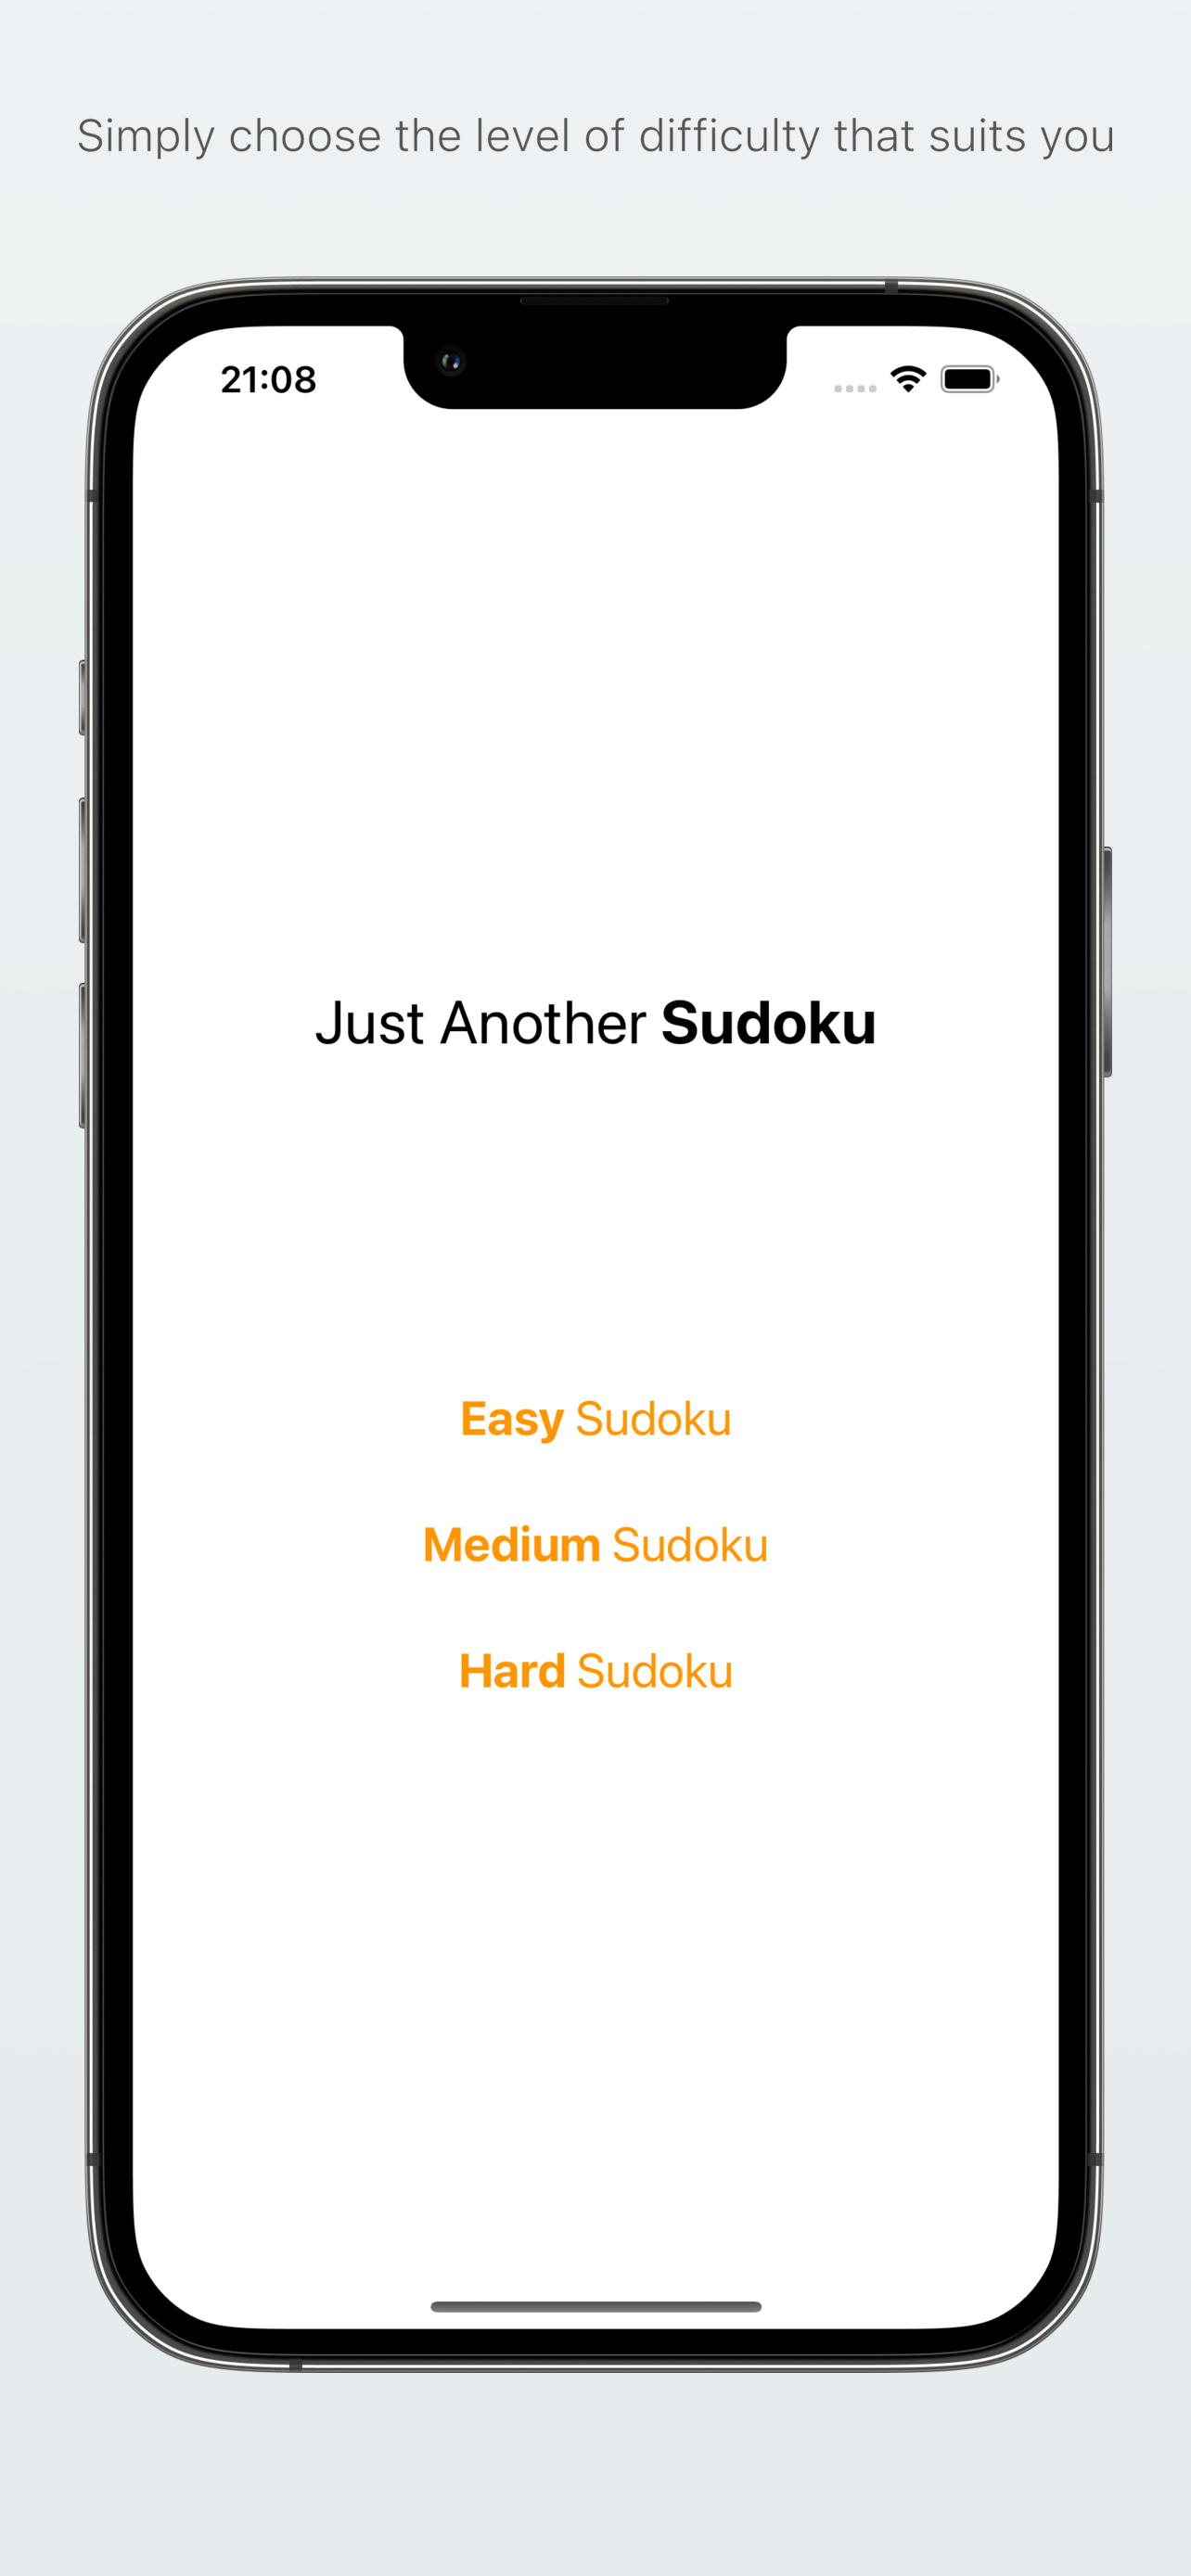 Simply choose the level of difficulty that suits you
21:08
Just Another Sudoku
Easy Sudoku
Medium Sudoku
Hard Sudoku